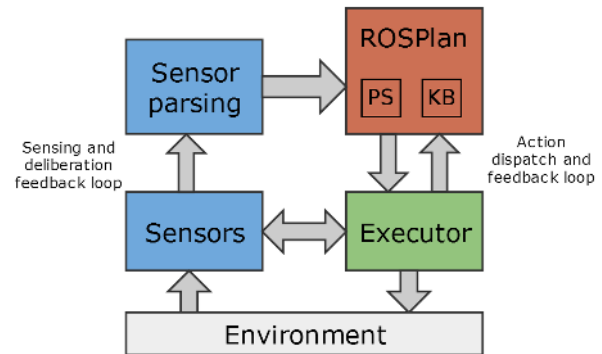 ROSPlan
Sensor
parsing
PS
KB
Sensing and
deliberation
feedback loop
Action
dispatch and
feedback loop
Sensors
Executor
Environment